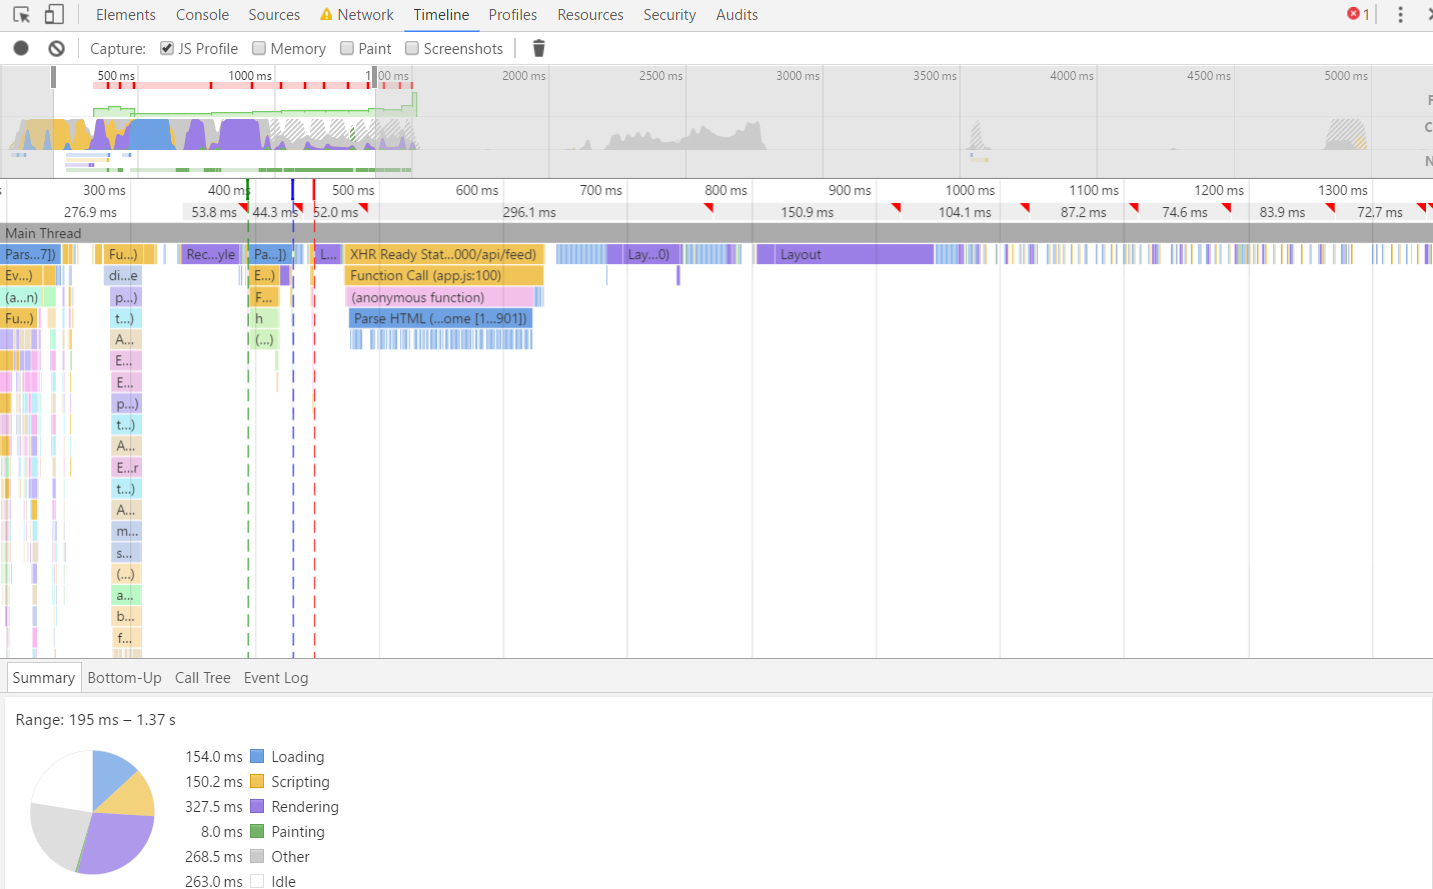 Elements Console Sources Network Timeline Profiles Resources Security Audits 1
Capture: JS Profile Memory Paint Screenshots
500 ms 1000 ms 1 00 ms 2000 ms 2500 ms 3000 ms 3500 ms 4000 ms 4500 ms 5000 ms
F
C
N
300 ms 400 ms 500 ms 600 ms 700 ms 800 ms 900 ms 1000 ms 1100 ms 1200 ms 1300 ms
276.9 ms 53.8 ms 44.3 ms 52.0 ms 296.1 ms 150.9 ms 104.1 ms 87.2 ms 74.6 ms 83.9 ms 72.7 ms
Main Thread
Pars...7]) Fu...) Rec...yle Pa...]) L... XHR Ready Stat...000/api/feed) Lay...0) Layout
Ev...) di...e E...) Function Call (app.js:100)
(a...n) p...) F... (anonymous function)
Fu...) t...) h Parse HTML (...ome [1...901])
A... (...)
E...
E...
p...)
t...)
A...
E...r
t...)
A...
m...
s...
(...)
a...
b...
f...
Summary Bottom-Up Call Tree Event Log
Range: 195 ms – 1.37 s
154.0 ms Loading
150.2 ms Scripting
327.5 ms Rendering
8.0 ms Painting
268.5 ms Other
263.0 ms Idle